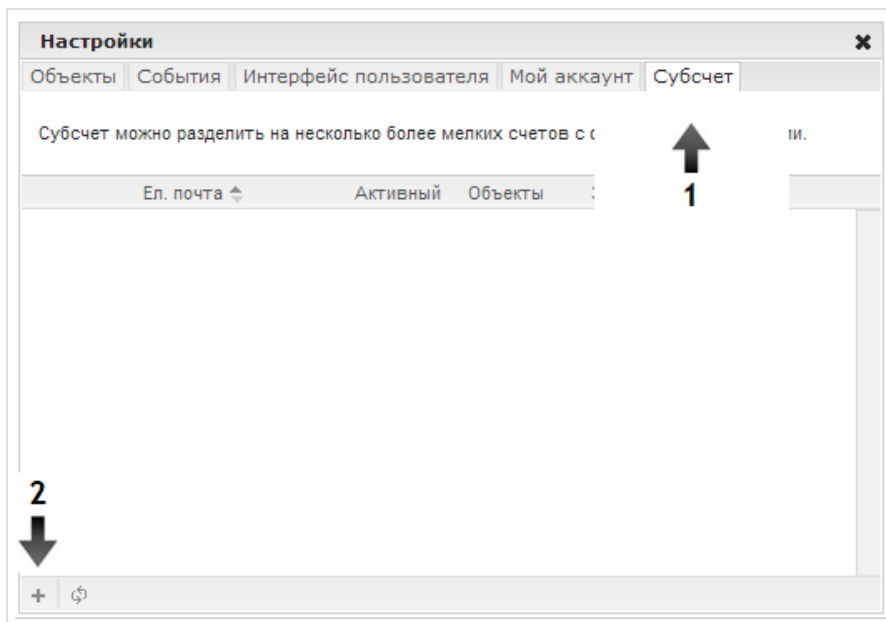 Настройки
Объекты События Интерфейс пользователя Мой аккаунт Субсчет
Субсчет можно разделить на несколько более мелких счетов с
Ел. почта Активный Объекты
1
2